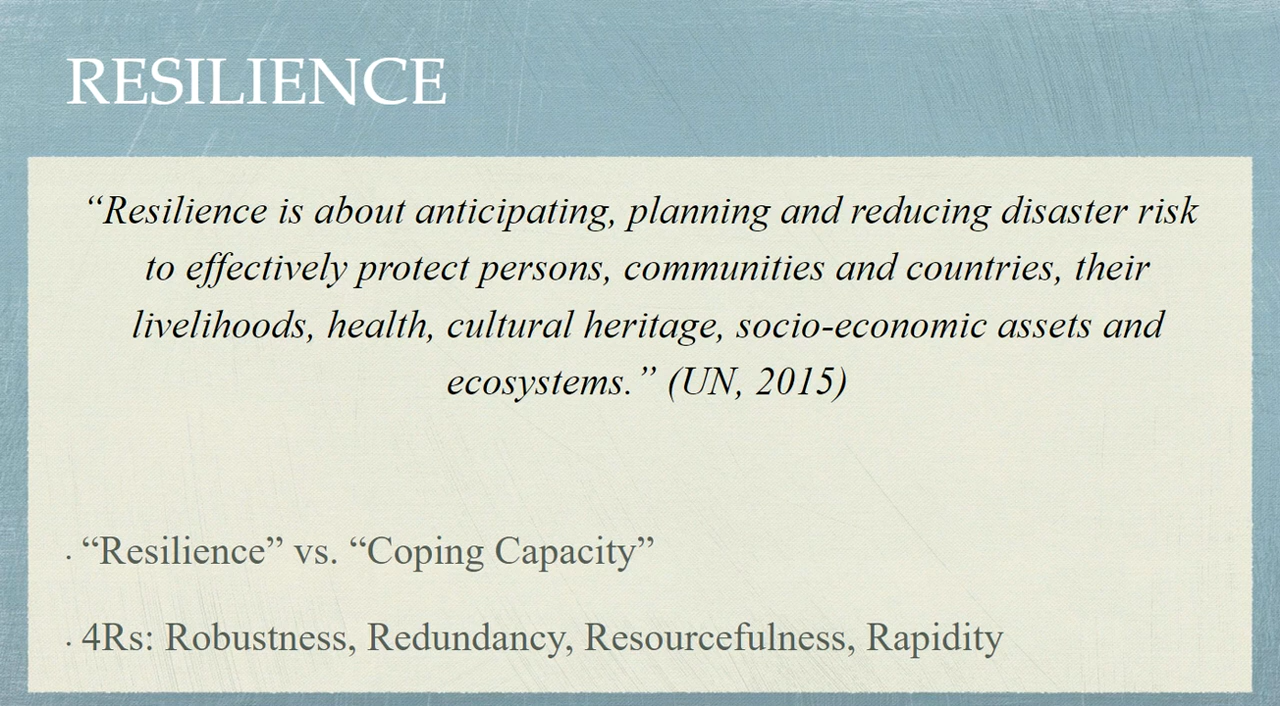 RESILIENCE
“Resilience is about anticipating, planning and reducing disaster risk
to effectively protect persons, communities and countries, their
livelihoods, health, cultural heritage, socio-economic assets and
ecosystems.” (UN, 2015)
· “Resilience” vs. “Coping Capacity”
· 4Rs: Robustness, Redundancy, Resourcefulness, Rapidity